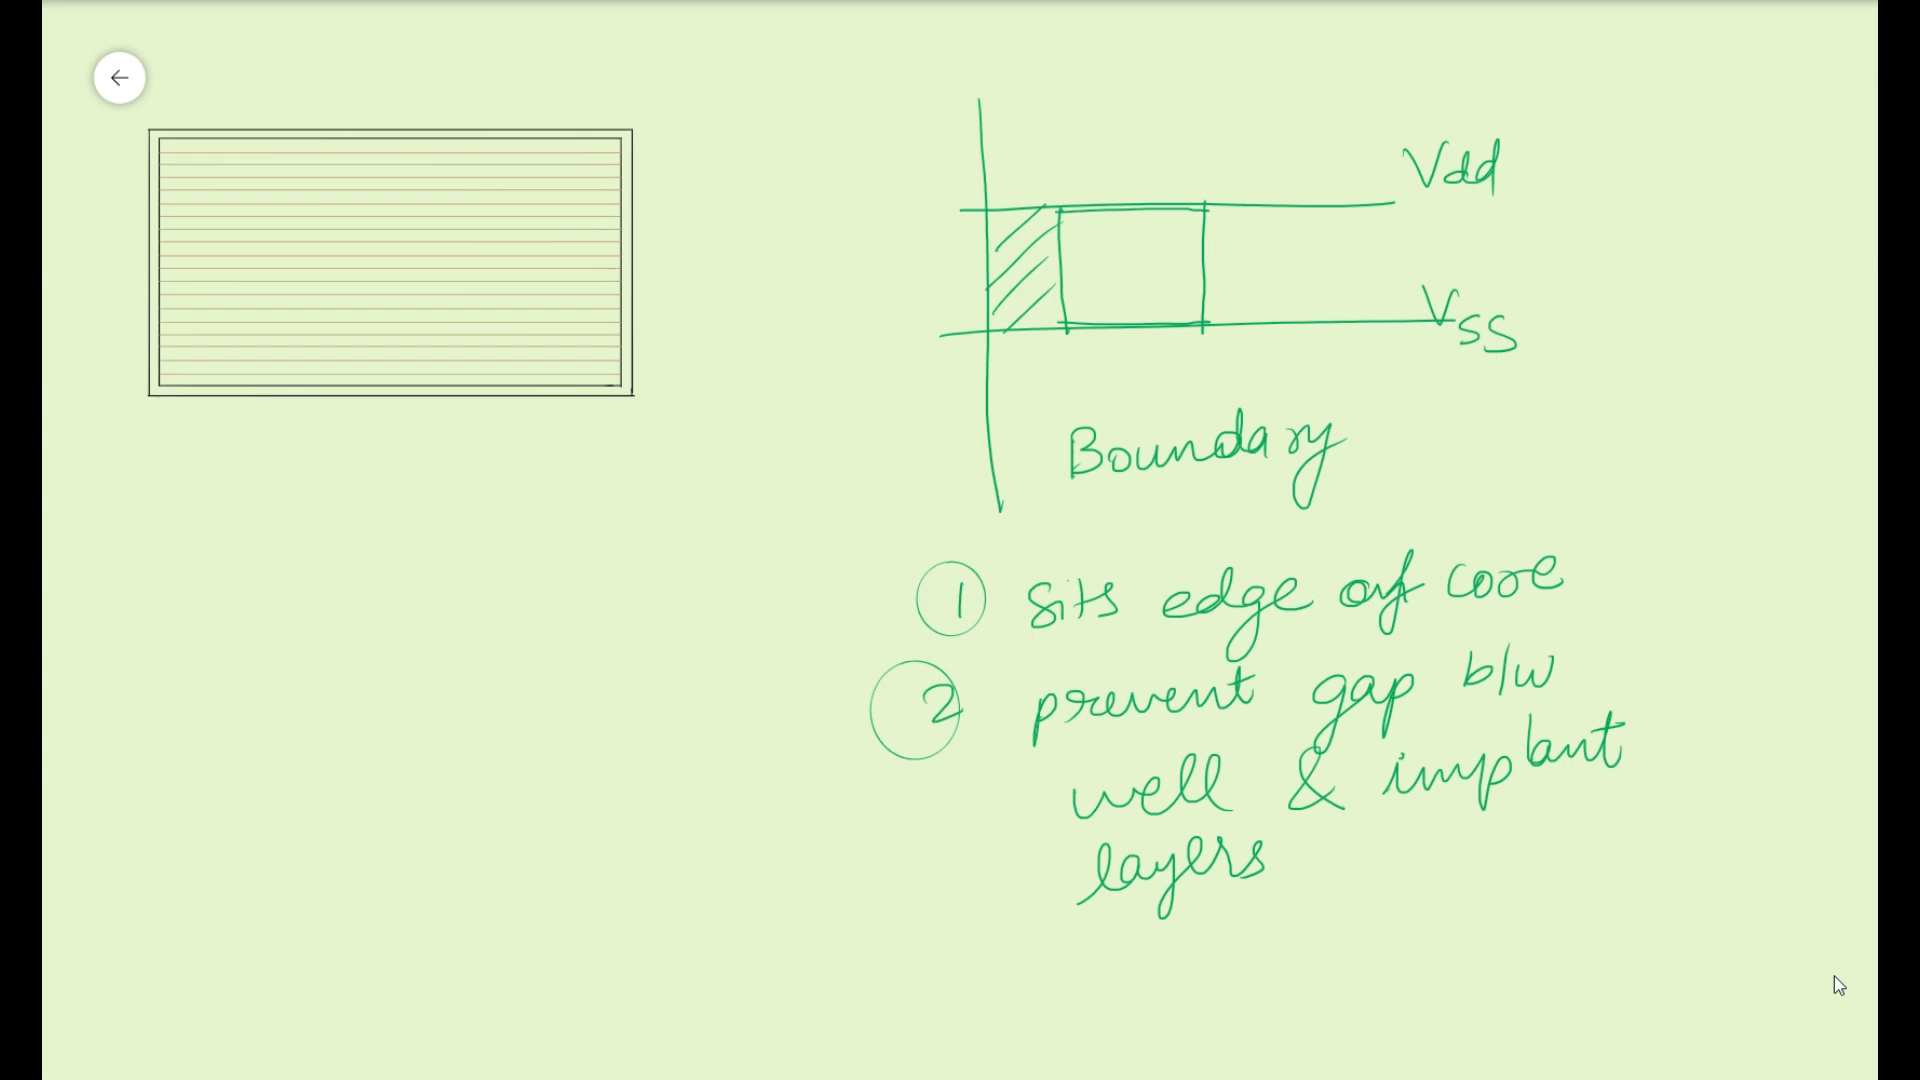 Vdd
Vss
Boundary
1 Sits edge of core
2 prevent gap b/w
well & implant
layers